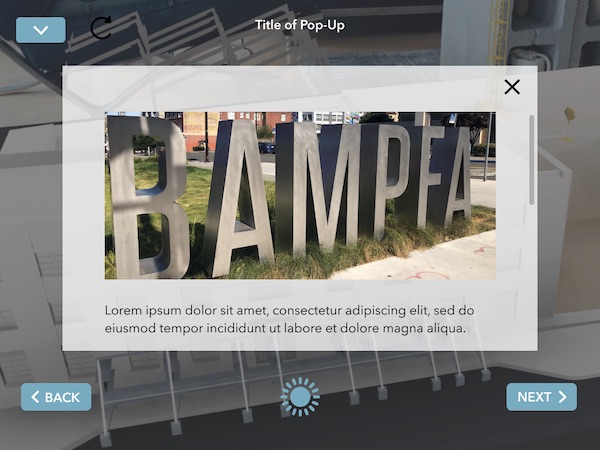 Title of Pop-Up
BAMPFA
Lorem ipsum dolor sit amet, consectetur adipiscing elit, sed do
eiusmod tempor incididunt ut labore et dolore magna aliqua.
BACK
NEXT